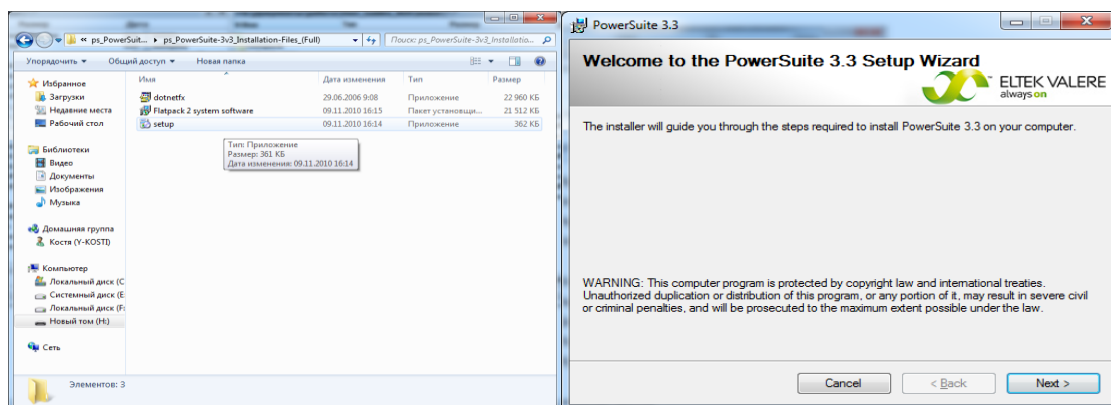 ps_PowerSuit... ▸ ps_PowerSuite-3v3_Installation-Files_(Full)
Поиск: ps_PowerSuite-3v3_Installatio...
Упорядочить Общий доступ Новая папка
Имя Дата изменения Тип Размер
Избранное
Загрузки
Недавние места
Рабочий стол
Библиотеки
Видео
Документы
Изображения
Музыка
Домашняя группа
Костя (Y-KOSTI)
Компьютер
Локальный диск (C
Системный диск (E
Локальный диск (F:
Новый том (H:)
Сеть
dotnetfx 29.06.2006 9:08 Приложение 22 960 КБ
Flatpack 2 system software 09.11.2010 16:15 Пакет установщи... 21 512 КБ
setup 09.11.2010 16:14 Приложение 362 КБ
Тип: Приложение
Размер: 361 КБ
Дата изменения: 09.11.2010 16:14
Элементов: 3
PowerSuite 3.3
Welcome to the PowerSuite 3.3 Setup Wizard
ELTEK VALERE
always on
The installer will guide you through the steps required to install PowerSuite 3.3 on your computer.
WARNING: This computer program is protected by copyright law and international treaties.
Unauthorized duplication or distribution of this program, or any portion of it, may result in severe civil
or criminal penalties, and will be prosecuted to the maximum extent possible under the law.
Cancel < Back Next >